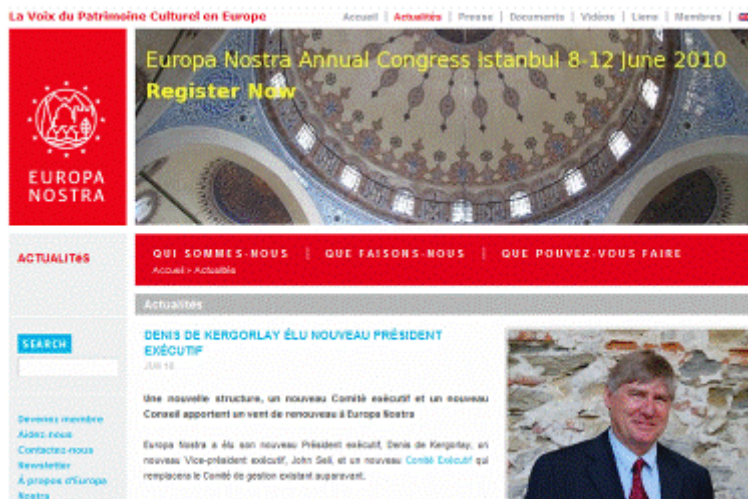 La Voix du Patrimoine Culturel en Europe
Accueil | Actualités | Presse | Documents | Vidéos | Liens | Membres |
Europa Nostra Annual Congress Istanbul 8-12 June 2010
Register Now
EUROPA
NOSTRA
ACTUALITéS
QUI SOMMES-NOUS | QUE FAISONS-NOUS | QUE POUVEZ-VOUS FAIRE
Accueil > Actualités
Actualités
SEARCH
Devenez membre
Aidez-nous
Contactez-nous
Newsletter
À propos d'Europa
Nostra
DENIS DE KERGORLAY ÉLU NOUVEAU PRÉSIDENT
EXÉCUTIF
Une nouvelle structure, un nouveau Comité exécutif et un nouveau
Conseil apportent un vent de renouveau à Europa Nostra
Europa Nostra a élu son nouveau Président exécutif, Denis de Kergorlay, un
nouveau Vice-président exécutif, John Sell, et un nouveau Comité Exécutif qui
remplacera le Comité de gestion existant auparavant.